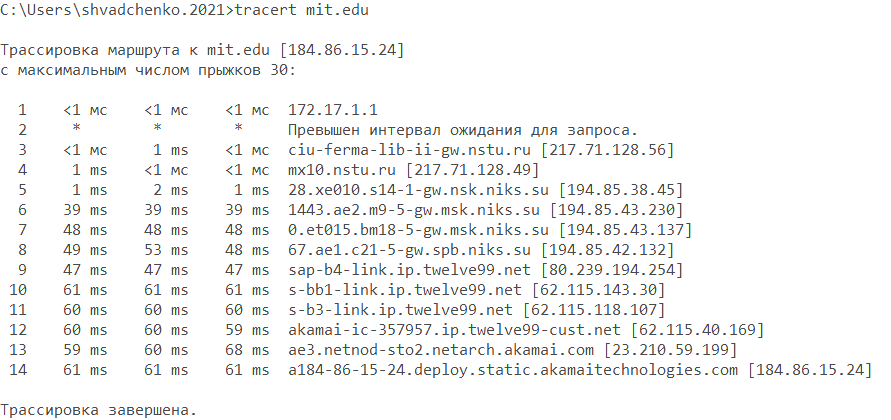 C:\Users\shvadchenko.2021>tracert mit.edu
Трассировка маршрута к mit.edu [184.86.15.24]
с максимальным числом прыжков 30:
1 <1 мс <1 мс <1 мс 172.17.1.1
2 * * * Превышен интервал ожидания для запроса.
3 <1 мс 1 ms <1 мс ciu-ferma-lib-ii-gw.nstu.ru [217.71.128.56]
4 1 ms <1 мс <1 мс mx10.nstu.ru [217.71.128.49]
5 1 ms 2 ms 1 ms 28.xe010.s14-1-gw.nsk.niks.su [194.85.38.45]
6 39 ms 39 ms 39 ms 1443.ae2.m9-5-gw.msk.niks.su [194.85.43.230]
7 48 ms 48 ms 48 ms 0.et015.bm18-5-gw.msk.niks.su [194.85.43.137]
8 49 ms 53 ms 48 ms 67.ae1.c21-5-gw.spb.niks.su [194.85.42.132]
9 47 ms 47 ms 47 ms sap-b4-link.ip.twelve99.net [80.239.194.254]
10 61 ms 61 ms 61 ms s-bb1-link.ip.twelve99.net [62.115.143.30]
11 60 ms 60 ms 60 ms s-b3-link.ip.twelve99.net [62.115.118.107]
12 60 ms 60 ms 59 ms akamai-ic-357957.ip.twelve99-cust.net [62.115.40.169]
13 59 ms 60 ms 68 ms ae3.netnod-sto2.netarch.akamai.com [23.210.59.199]
14 61 ms 61 ms 61 ms a184-86-15-24.deploy.static.akamaitechnologies.com [184.86.15.24]
Трассировка завершена.